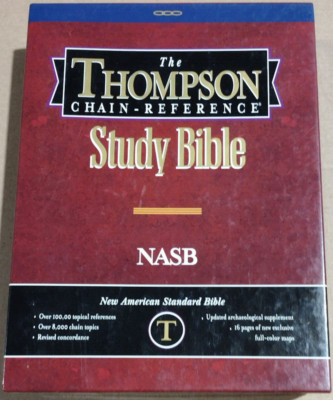 The
THOMPSON
CHAIN-REFERENCE®
Study Bible
NASB
New American Standard Bible
• Over 100,00 topical references
• Over 8,000 chain topics
• Revised concordance
T
• Updated archaeological supplement
• 16 pages of new exclusive
full-color maps